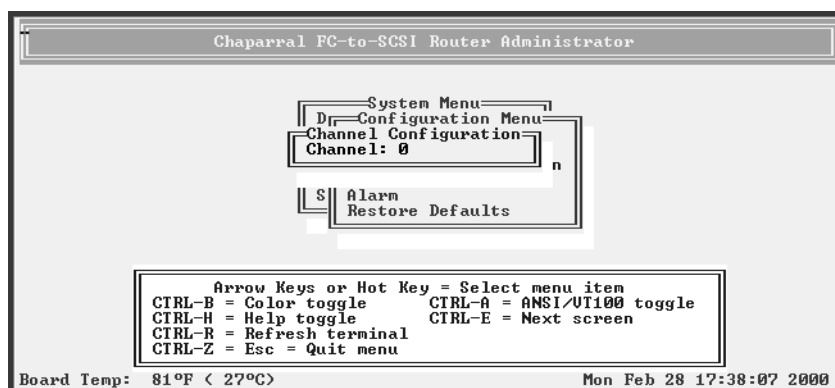 Chaparral FC-to-SCSI Router Administrator
System Menu
D Configuration Menu
Channel Configuration
Channel: 0
n
S Alarm
Restore Defaults
Arrow Keys or Hot Key = Select menu item
CTRL-B = Color toggle CTRL-A = ANSI/VT100 toggle
CTRL-H = Help toggle CTRL-E = Next screen
CTRL-R = Refresh terminal
CTRL-Z = Esc = Quit menu
Board Temp: 81ºF ( 27ºC) Mon Feb 28 17:38:07 2000